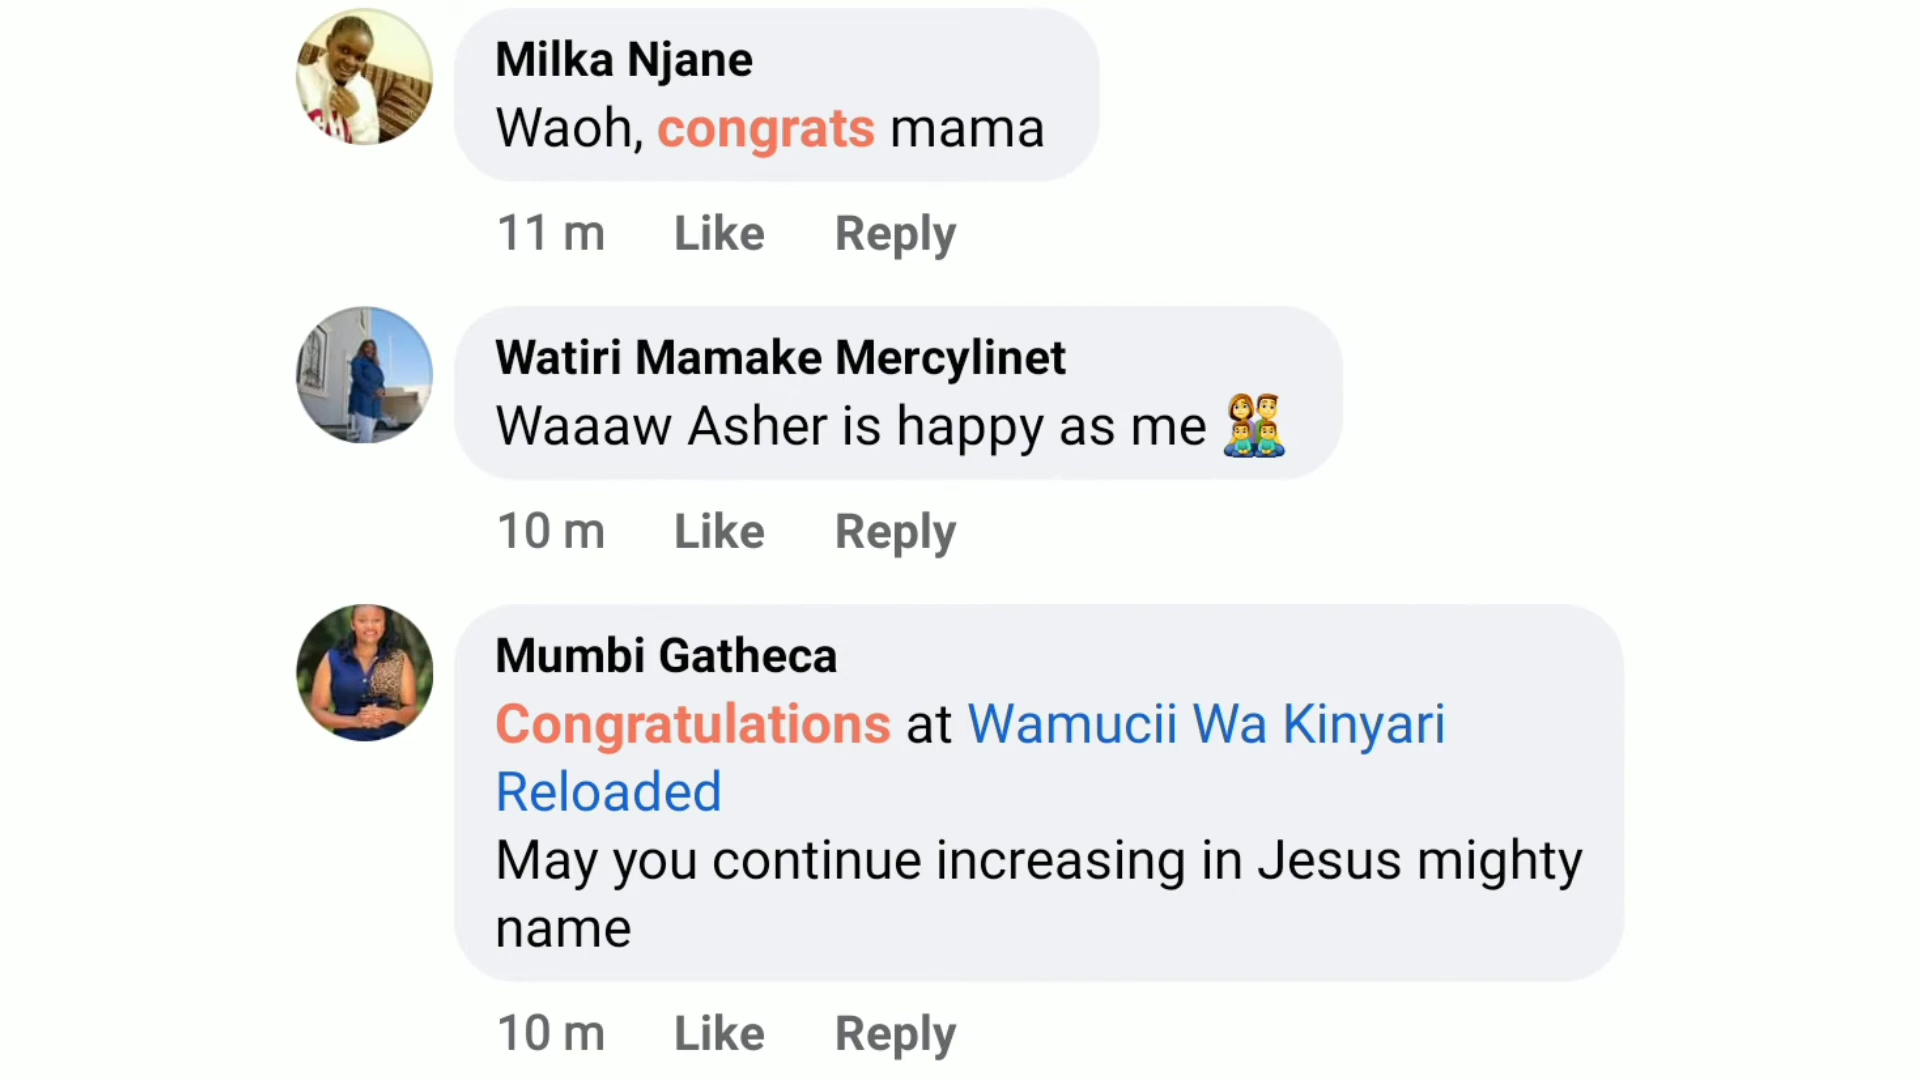 Milka Njane
Waoh, congrats mama
11 m Like Reply
Watiri Mamake Mercylinet
Waaaw Asher is happy as me 👨‍👩‍👦‍👦
10 m Like Reply
Mumbi Gatheca
Congratulations at Wamucii Wa Kinyari
Reloaded
May you continue increasing in Jesus mighty
name
10 m Like Reply